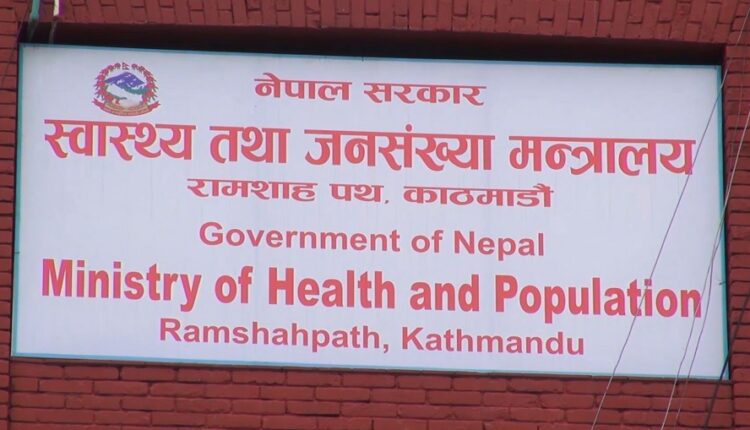 नेपाल सरकार
स्वास्थ्य तथा जनसंख्या मन्त्रालय
रामशाह पथ, काठमाडौं
Government of Nepal
Ministry of Health and Population
Ramshahpath, Kathmandu